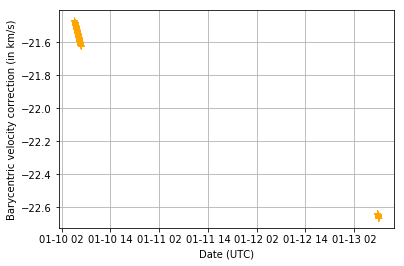 Barycentric velocity correction (in km/s)
−21.6
−21.8
−22.0
−22.2
−22.4
−22.6
01-10 02 01-10 14 01-11 02 01-11 14 01-12 02 01-12 14 01-13 02
Date (UTC)